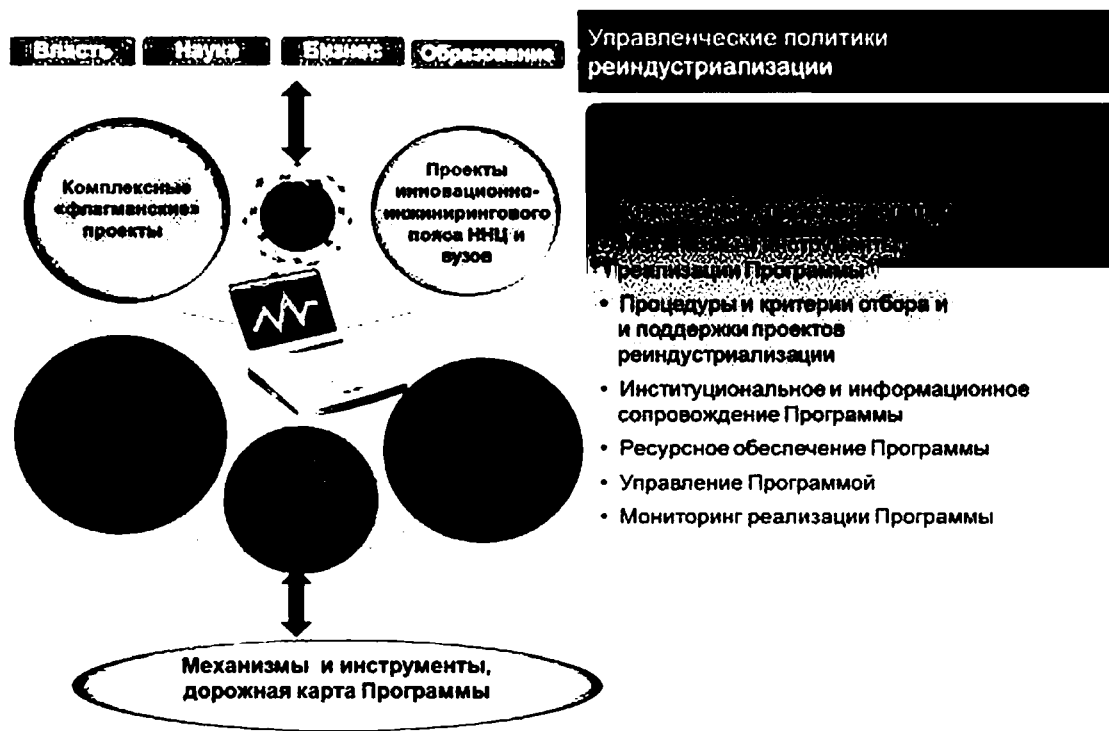 Власть Наука Бизнес Образование
Комплексные
«флагманские»
проекты
Проекты
инновационно-
инжинирингового
пояса ННЦ и
вузов
Механизмы и инструменты,
дорожная карта Программы
Управленческие политики
реиндустриализации
реализации Программы
• Процедуры и критерии отбора и
и поддержки проектов
реиндустриализации
• Институциональное и информационное
сопровождение Программы
• Ресурсное обеспечение Программы
• Управление Программой
• Мониторинг реализации Программы